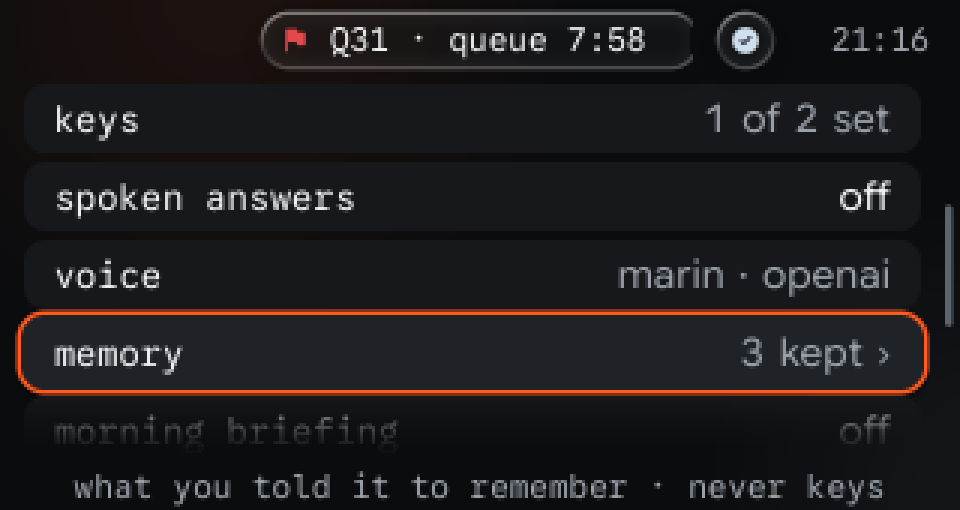 Q31 · queue 7:58
21:16
keys 1 of 2 set
spoken answers off
voice marin · openai
memory 3 kept ›
morning briefing off
what you told it to remember · never keys